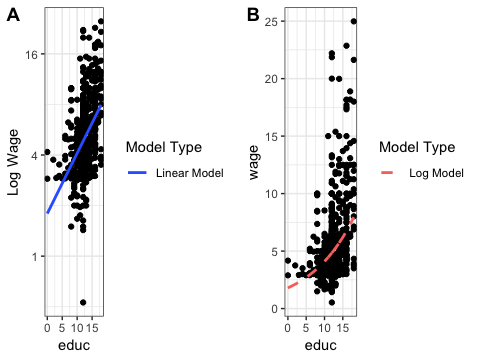 A
Log Wage
16
4
1
0 5 10 15
educ
Model Type
Linear Model
B
wage
25
20
15
10
5
0
0 5 10 15
educ
Model Type
Log Model